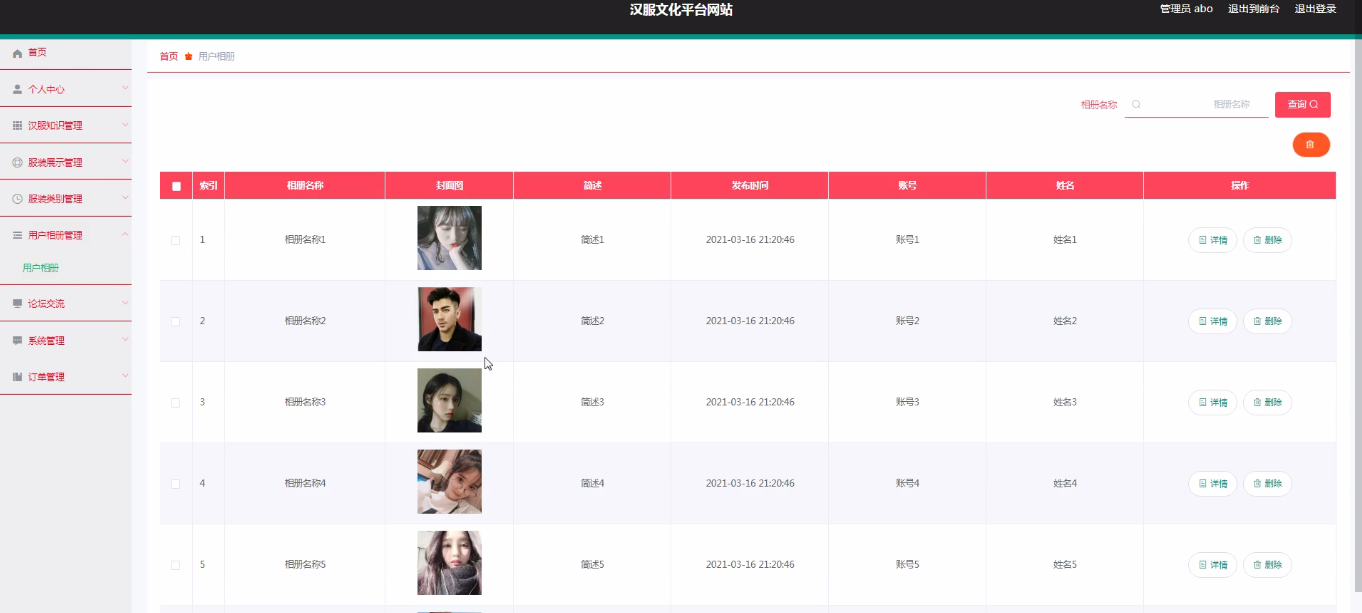 汉服文化平台网站
管理员 abo 退出到前台 退出登录
首页
个人中心
汉服知识管理
服装展示管理
服装类别管理
用户相册管理
用户相册
论坛交流
系统管理
订单管理
首页 用户相册
相册名称 相册名称 查询
索引 相册名称 封面图 简述 发布时间 账号 姓名 操作
1 相册名称1 简述1 2021-03-16 21:20:46 账号1 姓名1 详情 删除
2 相册名称2 简述2 2021-03-16 21:20:46 账号2 姓名2 详情 删除
3 相册名称3 简述3 2021-03-16 21:20:46 账号3 姓名3 详情 删除
4 相册名称4 简述4 2021-03-16 21:20:46 账号4 姓名4 详情 删除
5 相册名称5 简述5 2021-03-16 21:20:46 账号5 姓名5 详情 删除